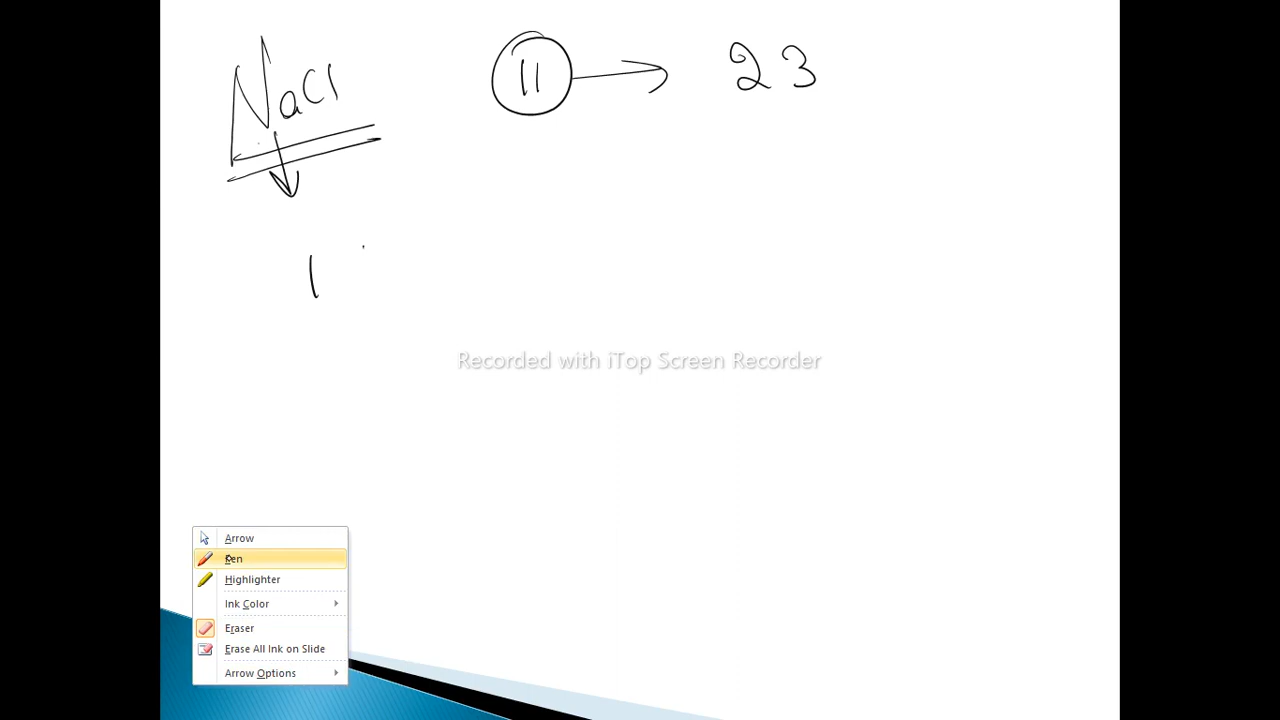 NaCl 11 → 23
1
Recorded with iTop Screen Recorder
Arrow
Pen
Highlighter
Ink Color
Eraser
Erase All Ink on Slide
Arrow Options